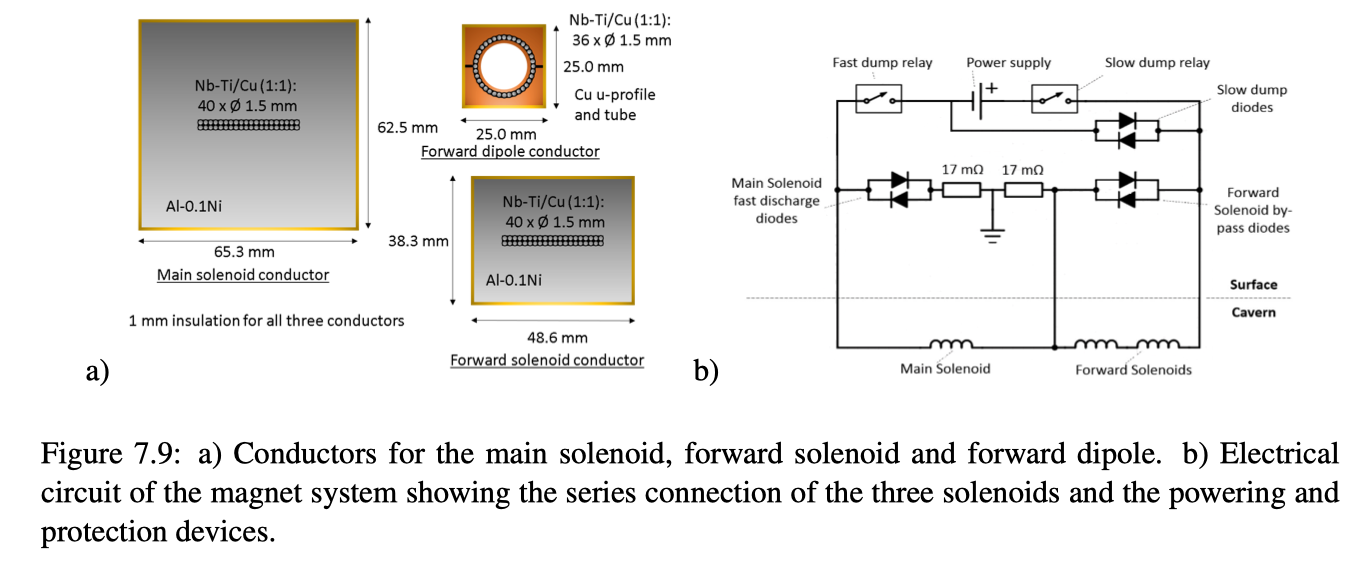 Nb-Ti/Cu (1:1):
40 x Ø 1.5 mm
Al-0.1Ni
62.5 mm
65.3 mm
Main solenoid conductor
1 mm insulation for all three conductors
Nb-Ti/Cu (1:1):
36 x Ø 1.5 mm
25.0 mm
Cu u-profile
and tube
25.0 mm
Forward dipole conductor
Nb-Ti/Cu (1:1):
40 x Ø 1.5 mm
38.3 mm
Al-0.1Ni
48.6 mm
Forward solenoid conductor
a)
Fast dump relay
Power supply
Slow dump relay
+
Slow dump
diodes
17 mΩ
17 mΩ
Main Solenoid
fast discharge
diodes
Forward
Solenoid by-
pass diodes
Surface
Cavern
Main Solenoid
Forward Solenoids
b)
Figure 7.9: a) Conductors for the main solenoid, forward solenoid and forward dipole. b) Electrical
circuit of the magnet system showing the series connection of the three solenoids and the powering and
protection devices.